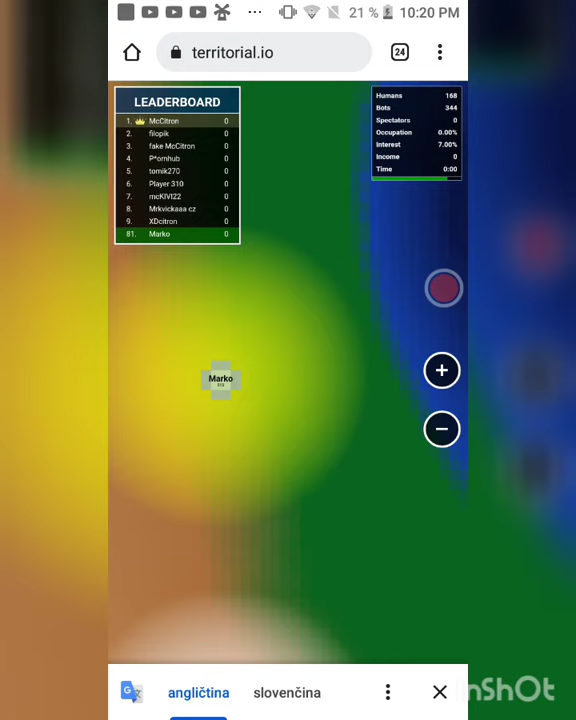 21 % 10:20 PM
territorial.io
24
LEADERBOARD
1. McCitron 0
2. filopik 0
3. fake McCitron 0
4. P*ornhub 0
5. tomik270 0
6. Player 310 0
7. mcKIVI22 0
8. Mrkvickaaa cz 0
9. XDcitron 0
81. Marko 0
Humans 168
Bots 344
Spectators 0
Occupation 0.00%
Interest 7.00%
Income 0
Time 0:00
Marko
angličtina slovenčina
InShOt